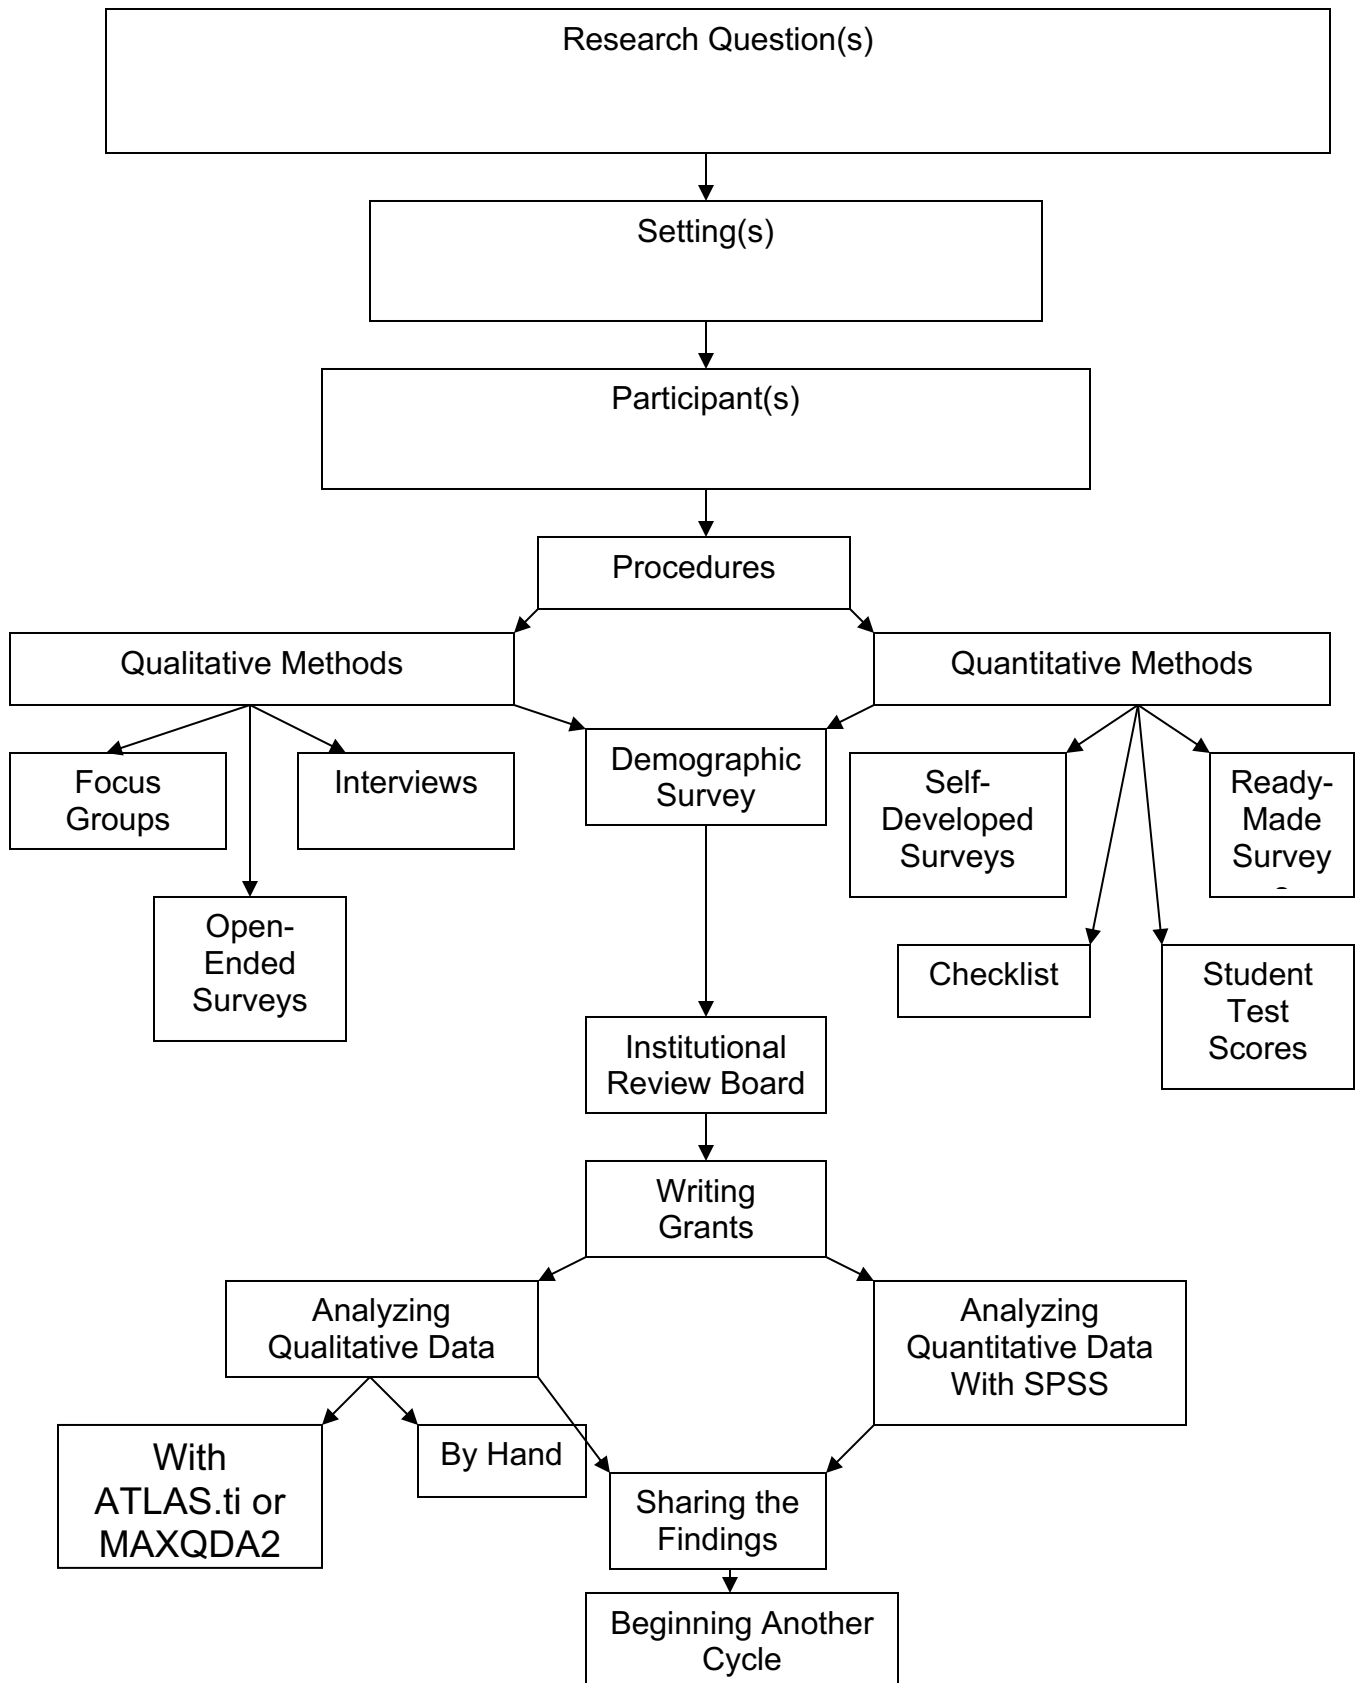 Research Question(s)
Setting(s)
Participant(s)
Procedures
Qualitative Methods
Quantitative Methods
Focus
Groups
Interviews
Demographic
Survey
Self-
Developed
Surveys
Ready-
Made
Survey
Open-
Ended
Surveys
Checklist
Student
Test
Scores
Institutional
Review Board
Writing
Grants
Analyzing
Qualitative Data
Analyzing
Quantitative Data
With SPSS
With
ATLAS.ti or
MAXQDA2
By Hand
Sharing the
Findings
Beginning Another
Cycle